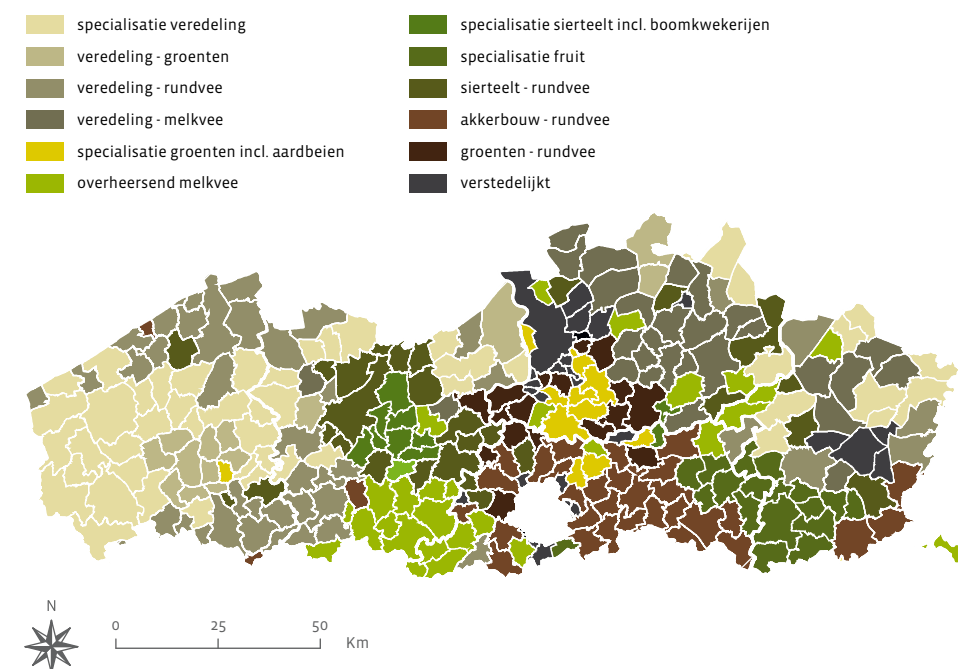 specialisatie veredeling
veredeling - groenten
veredeling - rundvee
veredeling - melkvee
specialisatie groenten incl. aardbeien
overheersend melkvee
specialisatie sierteelt incl. boomkwekerijen
specialisatie fruit
sierteelt - rundvee
akkerbouw - rundvee
groenten - rundvee
verstedelijkt
N
0 25 50
Km